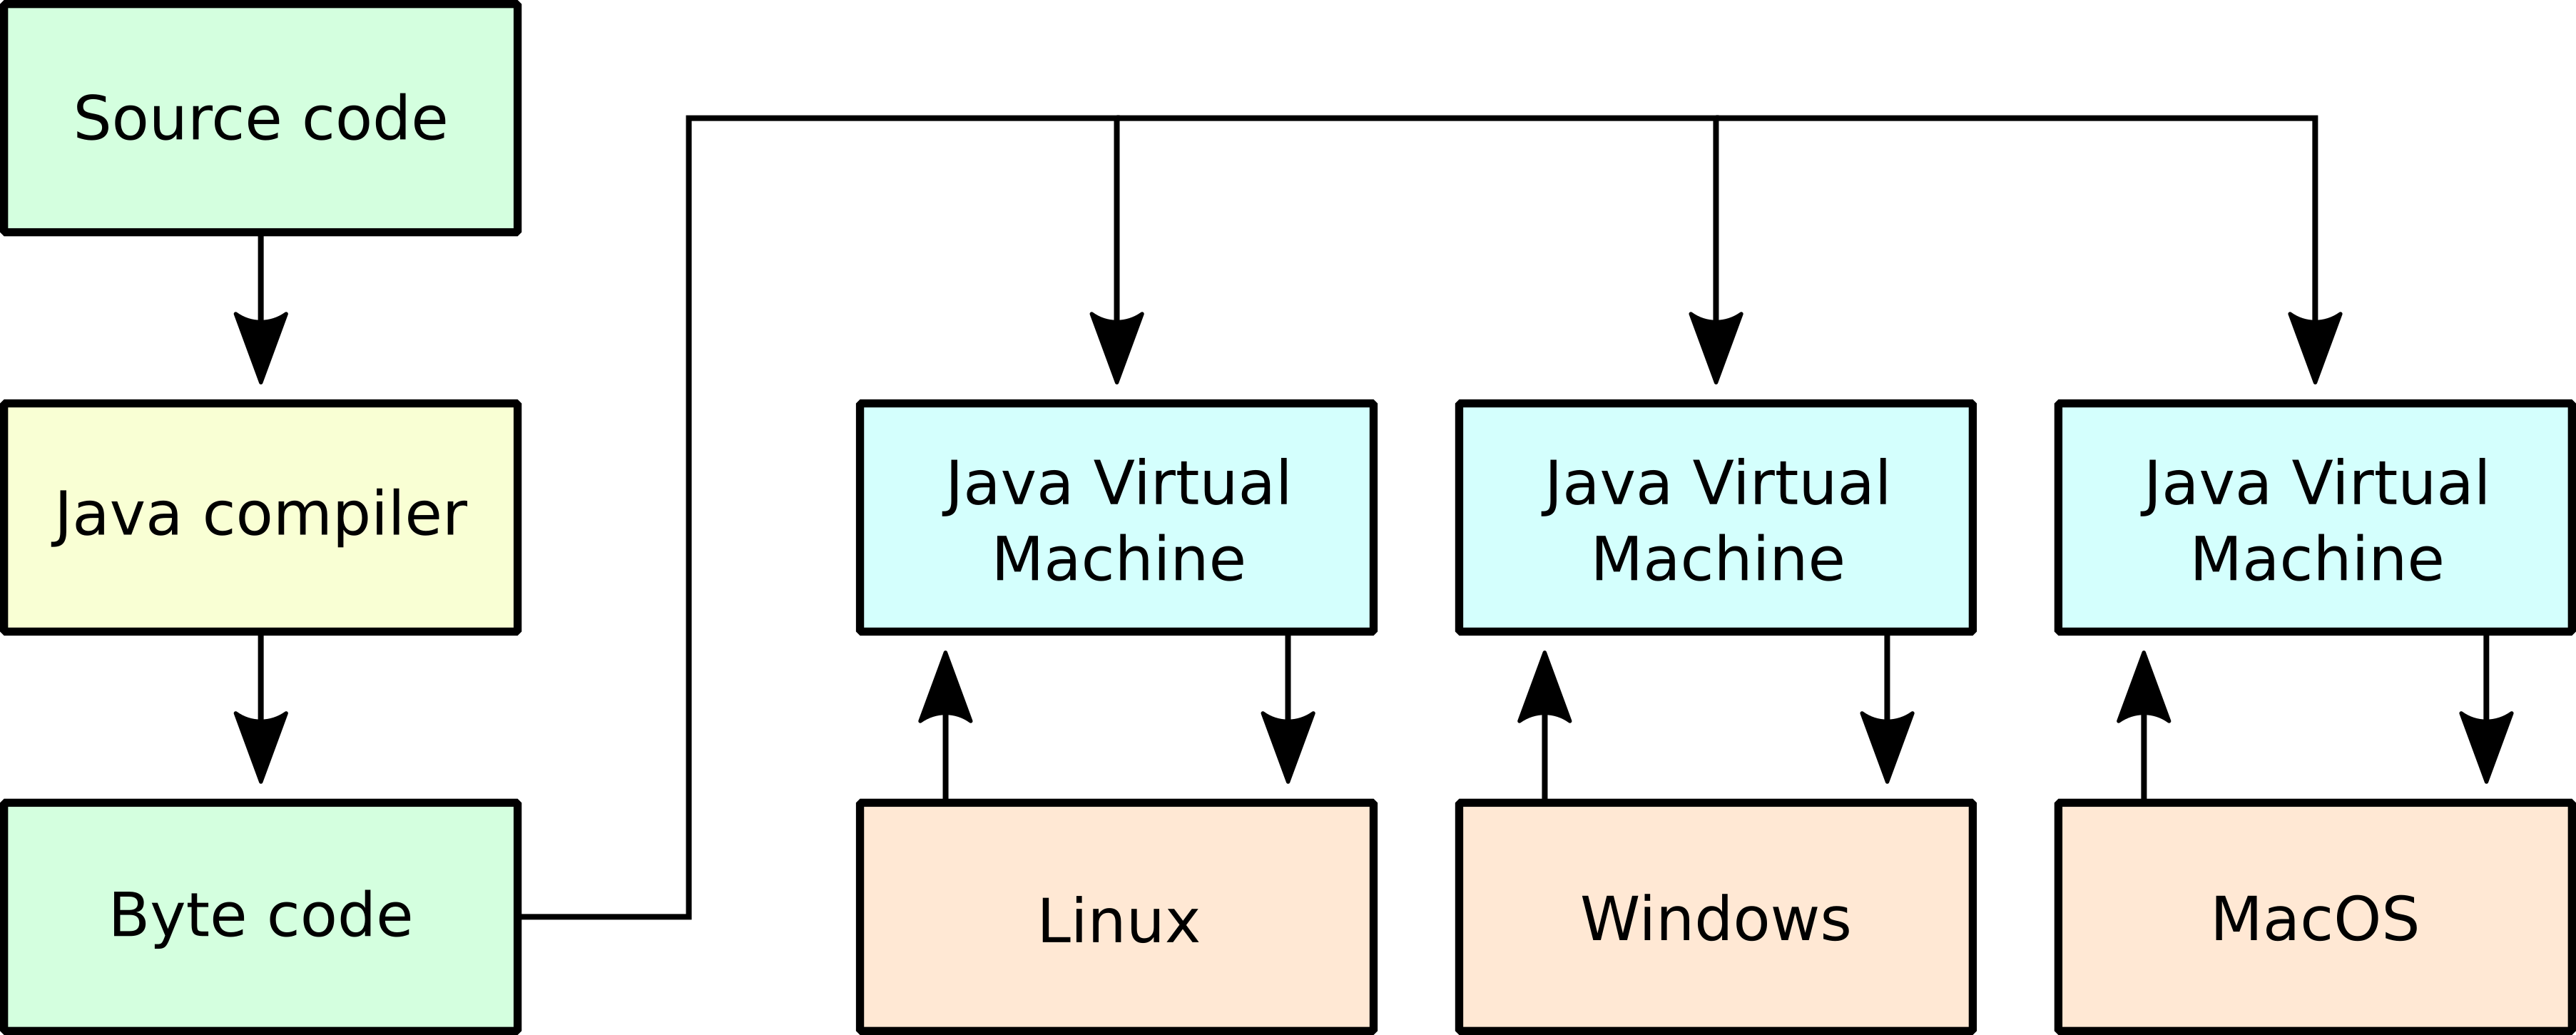 Source code
Java compiler
Byte code
Java Virtual
Machine
Java Virtual
Machine
Java Virtual
Machine
Linux
Windows
MacOS